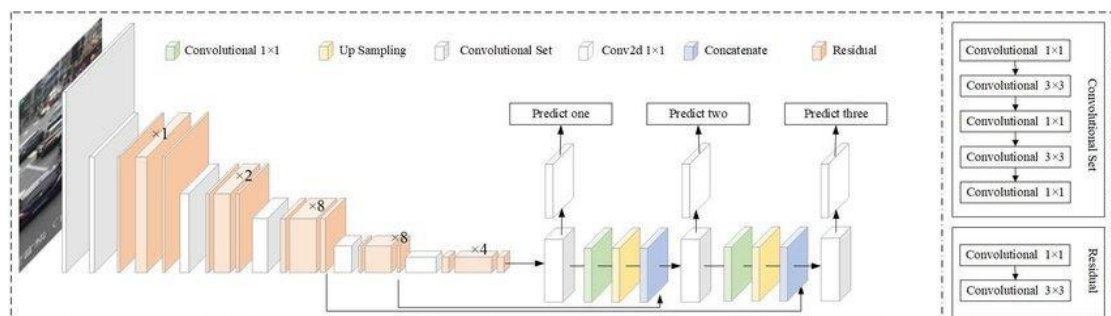 Convolutional 1×1
Up Sampling
Convolutional Set
Conv2d 1×1
Concatenate
Residual
×1
×2
×8
×8
×4
Predict one
Predict two
Predict three
Convolutional 1×1
Convolutional 3×3
Convolutional 1×1
Convolutional 3×3
Convolutional 1×1
Convolutional Set
Convolutional 1×1
Convolutional 3×3
Residual